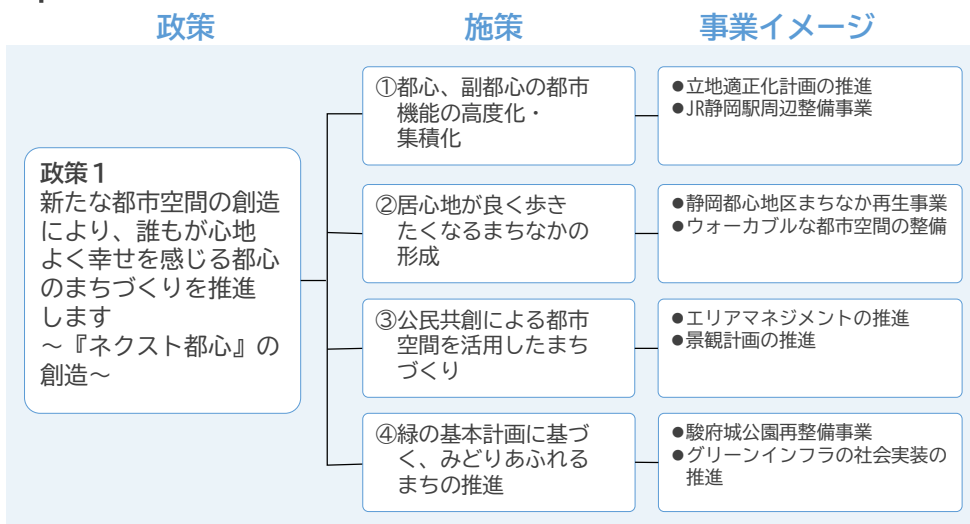 政策
施策
事業イメージ
政策1
新たな都市空間の創造
により、誰もが心地
よく幸せを感じる都心
のまちづくりを推進
します
～『ネクスト都心』の
創造～
①都心、副都心の都市
機能の高度化・
集積化
●立地適正化計画の推進
●JR静岡駅周辺整備事業
②居心地が良く歩き
たくなるまちなかの
形成
●静岡都心地区まちなか再生事業
●ウォーカブルな都市空間の整備
③公民共創による都市
空間を活用したまち
づくり
●エリアマネジメントの推進
●景観計画の推進
④緑の基本計画に基づ
く、みどりあふれる
まちの推進
●駿府城公園再整備事業
●グリーンインフラの社会実装の
推進